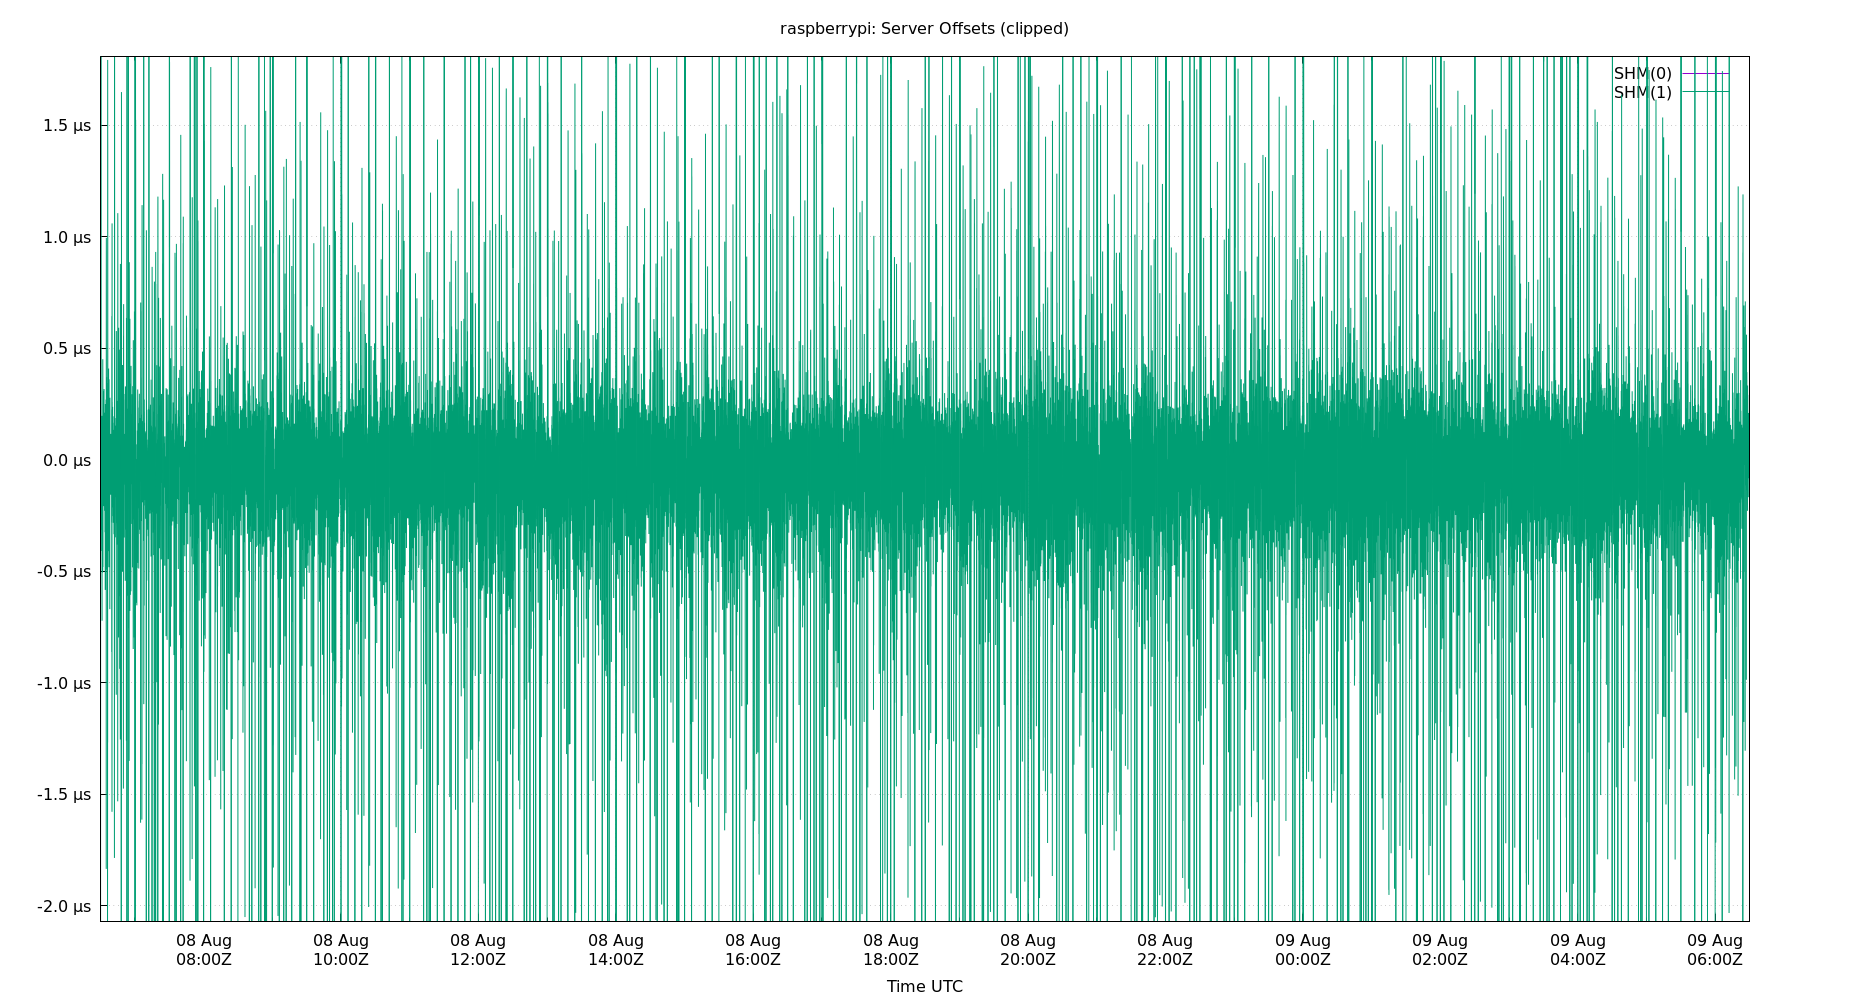 raspberrypi: Server Offsets (clipped)
SHM(0)
SHM(1)
1.5 µs
1.0 µs
0.5 µs
0.0 µs
-0.5 µs
-1.0 µs
-1.5 µs
-2.0 µs
08 Aug 08 Aug 08 Aug 08 Aug 08 Aug 08 Aug 08 Aug 08 Aug 09 Aug 09 Aug 09 Aug 09 Aug
08:00Z 10:00Z 12:00Z 14:00Z 16:00Z 18:00Z 20:00Z 22:00Z 00:00Z 02:00Z 04:00Z 06:00Z
Time UTC